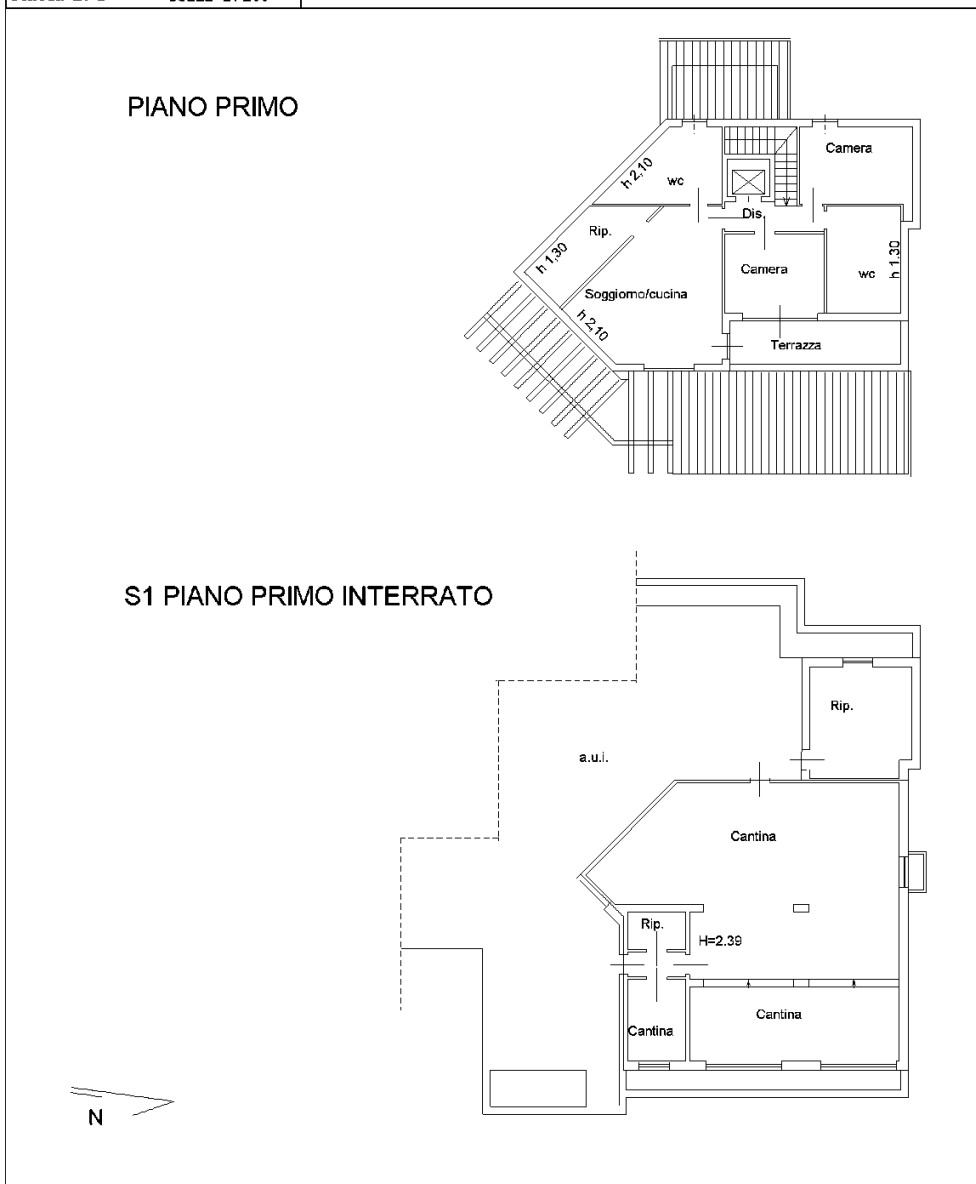 PIANO PRIMO
Camera
h 2,10
wc
Dis.
Rip.
h 1,30
Camera
wc
h 1.30
Soggiorno/cucina
h 2,10
Terrazza
S1 PIANO PRIMO INTERRATO
Rip.
a.u.i.
Cantina
Rip.
H=2.39
Cantina
Cantina
N